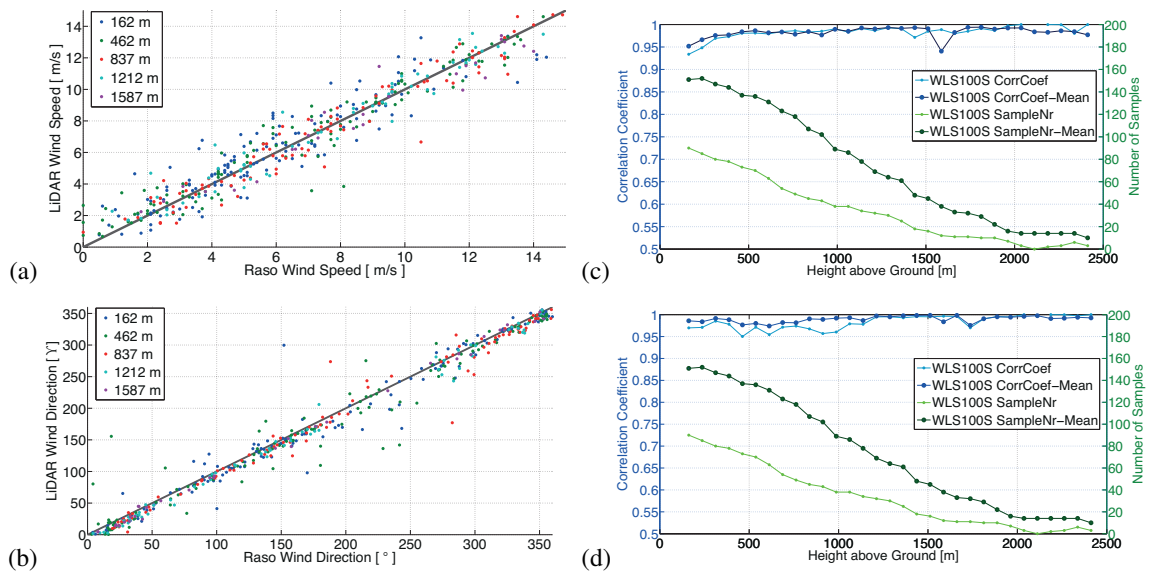 (a)
LiDAR Wind Speed [ m/s ]
14
12
10
8
6
4
2
0
162 m
462 m
837 m
1212 m
1587 m
0 2 4 6 8 10 12 14
Raso Wind Speed [ m/s ]
(c)
Correlation Coefficient
1
0.95
0.9
0.85
0.8
0.75
0.7
0.65
0.6
0.55
0.5
WLS100S CorrCoef
WLS100S CorrCoef-Mean
WLS100S SampleNr
WLS100S SampleNr-Mean
200
180
160
140
120
100
80
60
40
20
0
Number of Samples
0 500 1000 1500 2000 2500
Height above Ground [m]
(b)
LiDAR Wind Direction [ ϒ]
350
300
250
200
150
100
50
0
162 m
462 m
837 m
1212 m
1587 m
0 50 100 150 200 250 300 350
Raso Wind Direction [ ° ]
(d)
Correlation Coefficient
1
0.95
0.9
0.85
0.8
0.75
0.7
0.65
0.6
0.55
0.5
WLS100S CorrCoef
WLS100S CorrCoef-Mean
WLS100S SampleNr
WLS100S SampleNr-Mean
200
180
160
140
120
100
80
60
40
20
0
Number of Samples
0 500 1000 1500 2000 2500
Height above Ground [m]